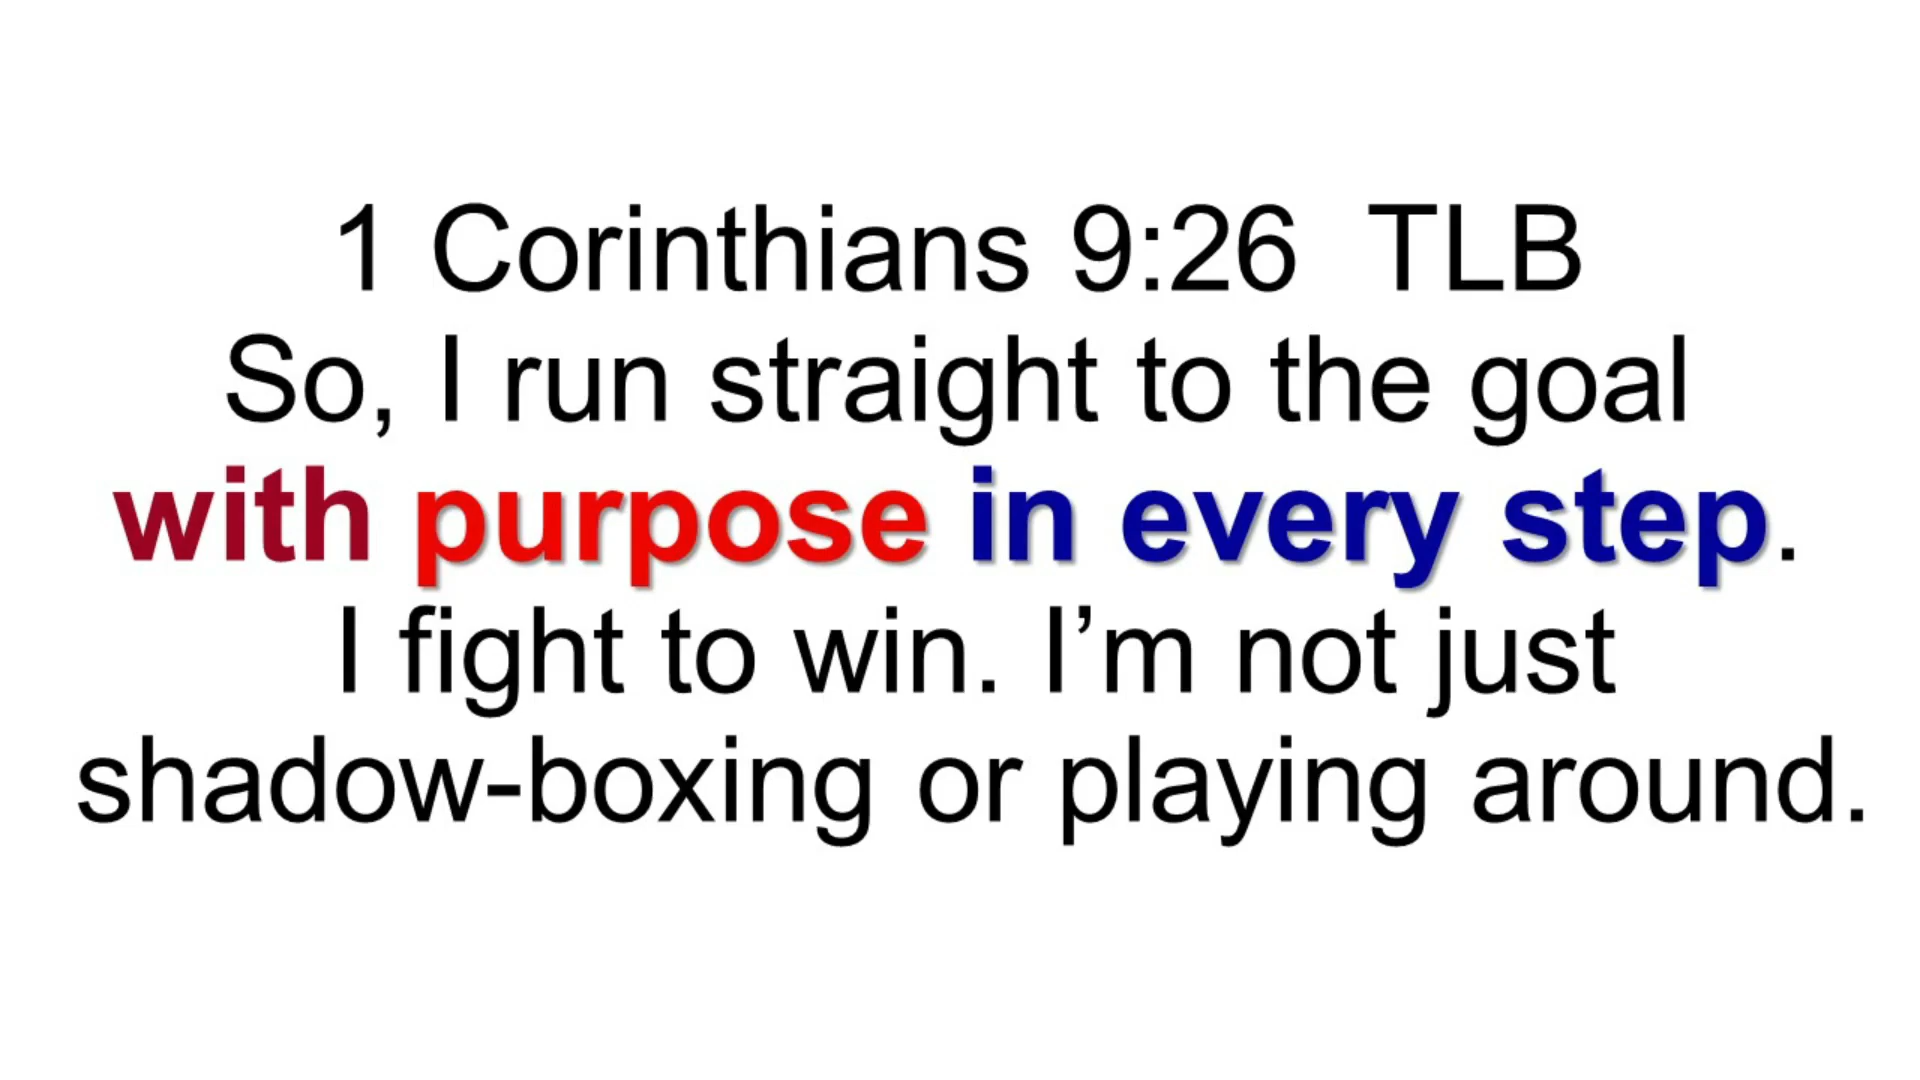 1 Corinthians 9:26  TLB
So, I run straight to the goal
with purpose in every step.
I fight to win. I’m not just
shadow-boxing or playing around.